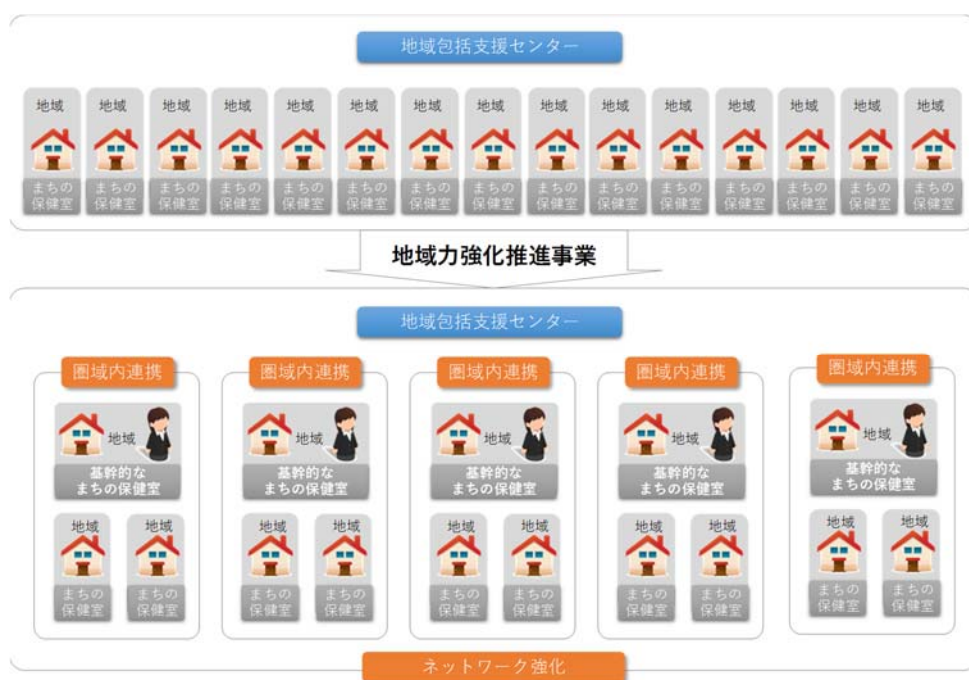 地域包括支援センター
地域 地域 地域 地域 地域 地域 地域 地域 地域 地域 地域 地域 地域 地域 地域
まちの まちの まちの まちの まちの まちの まちの まちの まちの まちの まちの まちの まちの まちの まちの
保健室 保健室 保健室 保健室 保健室 保健室 保健室 保健室 保健室 保健室 保健室 保健室 保健室 保健室 保健室
地域力強化推進事業
地域包括支援センター
圏域内連携 圏域内連携 圏域内連携 圏域内連携 圏域内連携
地域 地域 地域 地域 地域
基幹的な 基幹的な 基幹的な 基幹的な 基幹的な
まちの保健室 まちの保健室 まちの保健室 まちの保健室 まちの保健室
地域 地域 地域 地域 地域 地域 地域 地域 地域 地域
まちの まちの まちの まちの まちの まちの まちの まちの まちの まちの
保健室 保健室 保健室 保健室 保健室 保健室 保健室 保健室 保健室 保健室
ネットワーク強化